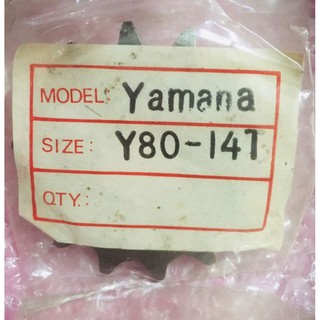 MODEL: Yamana
SIZE: Y80-14T
QTY.: